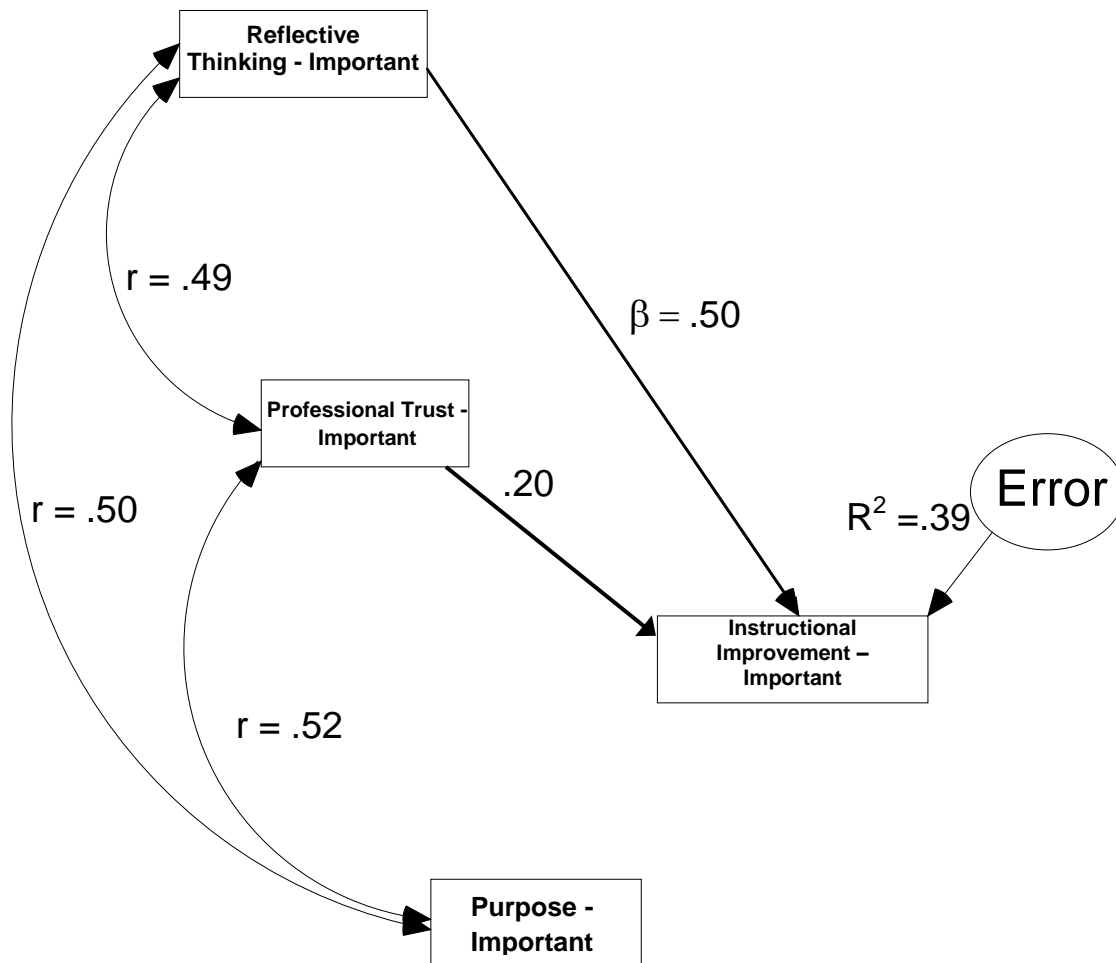 Reflective
Thinking - Important
r = .49
β = .50
Professional Trust -
Important
.20
r = .50
R² =.39
Error
Instructional
Improvement –
Important
r = .52
Purpose -
Important